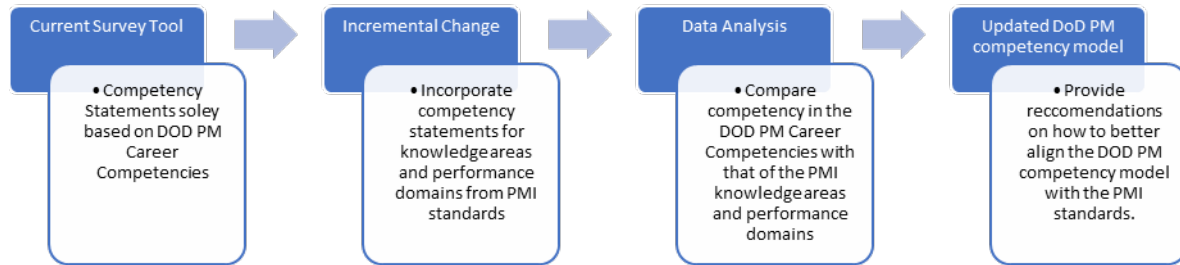 Current Survey Tool
• Competency
Statements soley
based on DOD PM
Career
Competencies
Incremental Change
• Incorporate
competency
statements for
knowledge areas
and performance
domains from PMI
standards
Data Analysis
• Compare
competency in the
DOD PM Career
Competencies with
that of the PMI
knowledge areas
and performance
domains
Updated DoD PM
competency model
• Provide
reccomendations
on how to better
align the DOD PM
competency model
with the PMI
standards.